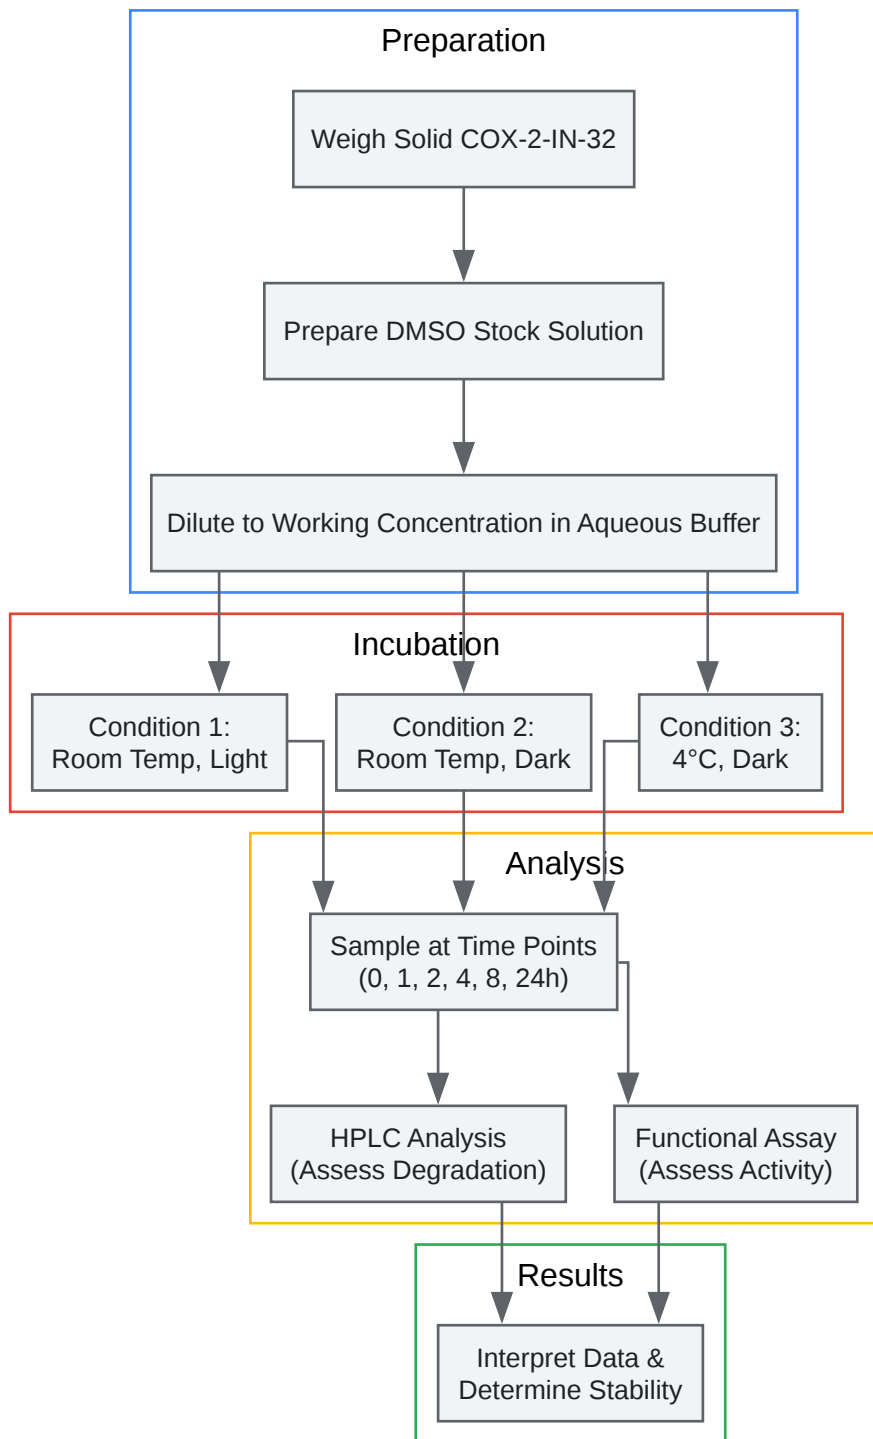 Preparation
Weigh Solid COX-2-IN-32
Prepare DMSO Stock Solution
Dilute to Working Concentration in Aqueous Buffer
Incubation
Condition 1:
Room Temp, Light
Condition 2:
Room Temp, Dark
Condition 3:
4°C, Dark
Analysis
Sample at Time Points
(0, 1, 2, 4, 8, 24h)
HPLC Analysis
(Assess Degradation)
Functional Assay
(Assess Activity)
Results
Interpret Data &
Determine Stability